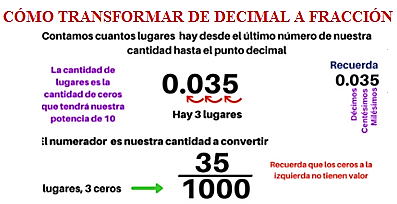 CÓMO TRANSFORMAR DE DECIMAL A FRACCIÓN
Contamos cuantos lugares hay desde el último número de nuestra
cantidad hasta el punto decimal
La cantidad de
lugares es la
cantidad de ceros
que tendrá nuestra
potencia de 10
0.035
Hay 3 lugares
Recuerda
0.035
Décimos
Centésimos
Milésimos
El numerador es nuestra cantidad a convertir
35
1000
lugares, 3 ceros
Recuerda que los ceros a la
izquierda no tienen valor